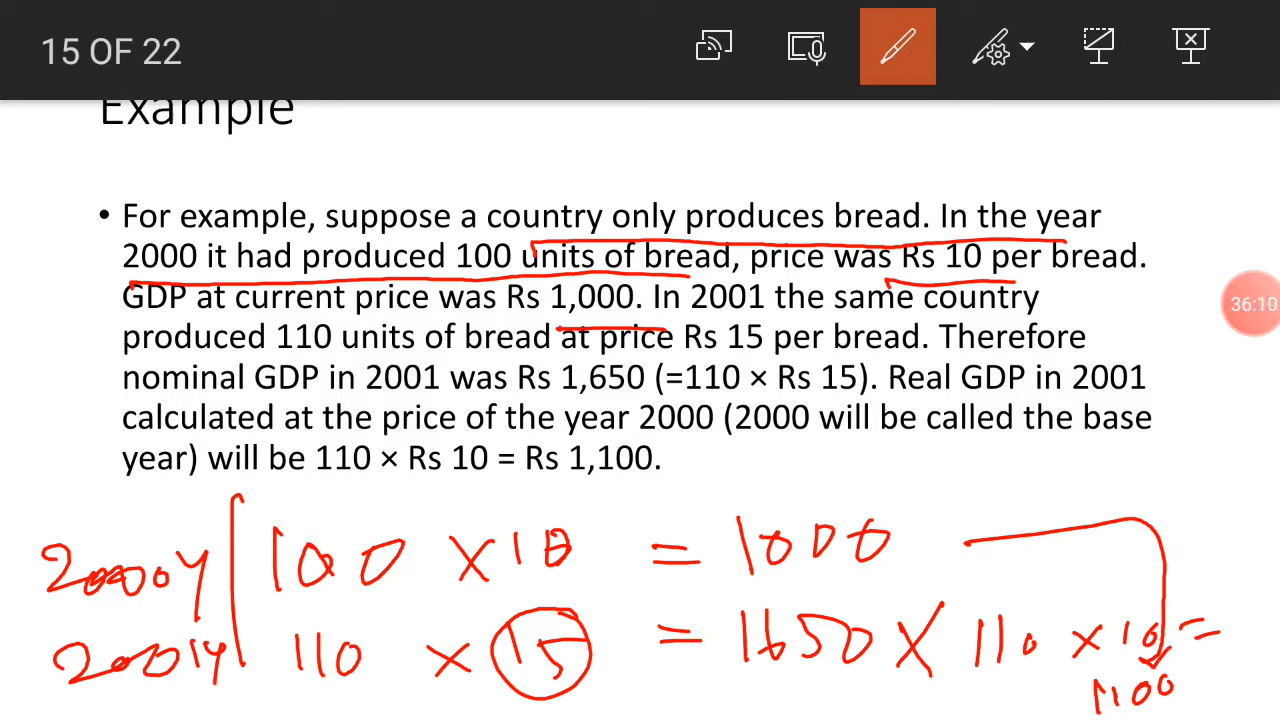 15 OF 22
Example
• For example, suppose a country only produces bread. In the year
2000 it had produced 100 units of bread, price was Rs 10 per bread.
GDP at current price was Rs 1,000. In 2001 the same country
36:10
produced 110 units of bread at price Rs 15 per bread. Therefore
nominal GDP in 2001 was Rs 1,650 (=110 × Rs 15). Real GDP in 2001
calculated at the price of the year 2000 (2000 will be called the base
year) will be 110 × Rs 10 = Rs 1,100.
2000y 100 × 10 = 1000
2001y 110 × 15 = 1650 X 110 × 10 =
1100